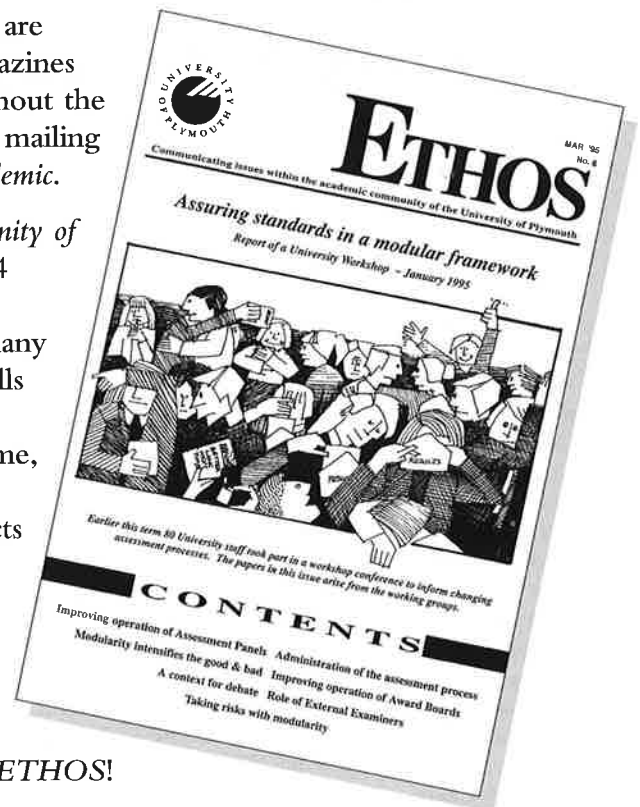 are
azines
hout the
mailing
lemic.
nity of
4
any
lls
me,
cts
ETHOS!
UNIVERSITY OF PLYMOUTH
ETHOS
MAR '95
No. 6
Communicating issues within the academic community of the University of Plymouth
Assuring standards in a modular framework
Report of a University Workshop - January 1995
RESULTS
Earlier this term 80 University staff took part in a workshop conference to inform changing
assessment processes. The papers in this issue arise from the working groups.
CONTENTS
Improving operation of Assessment Panels Administration of the assessment process
Modularity intensifies the good & bad Improving operation of Award Boards
A context for debate Role of External Examiners
Taking risks with modularity